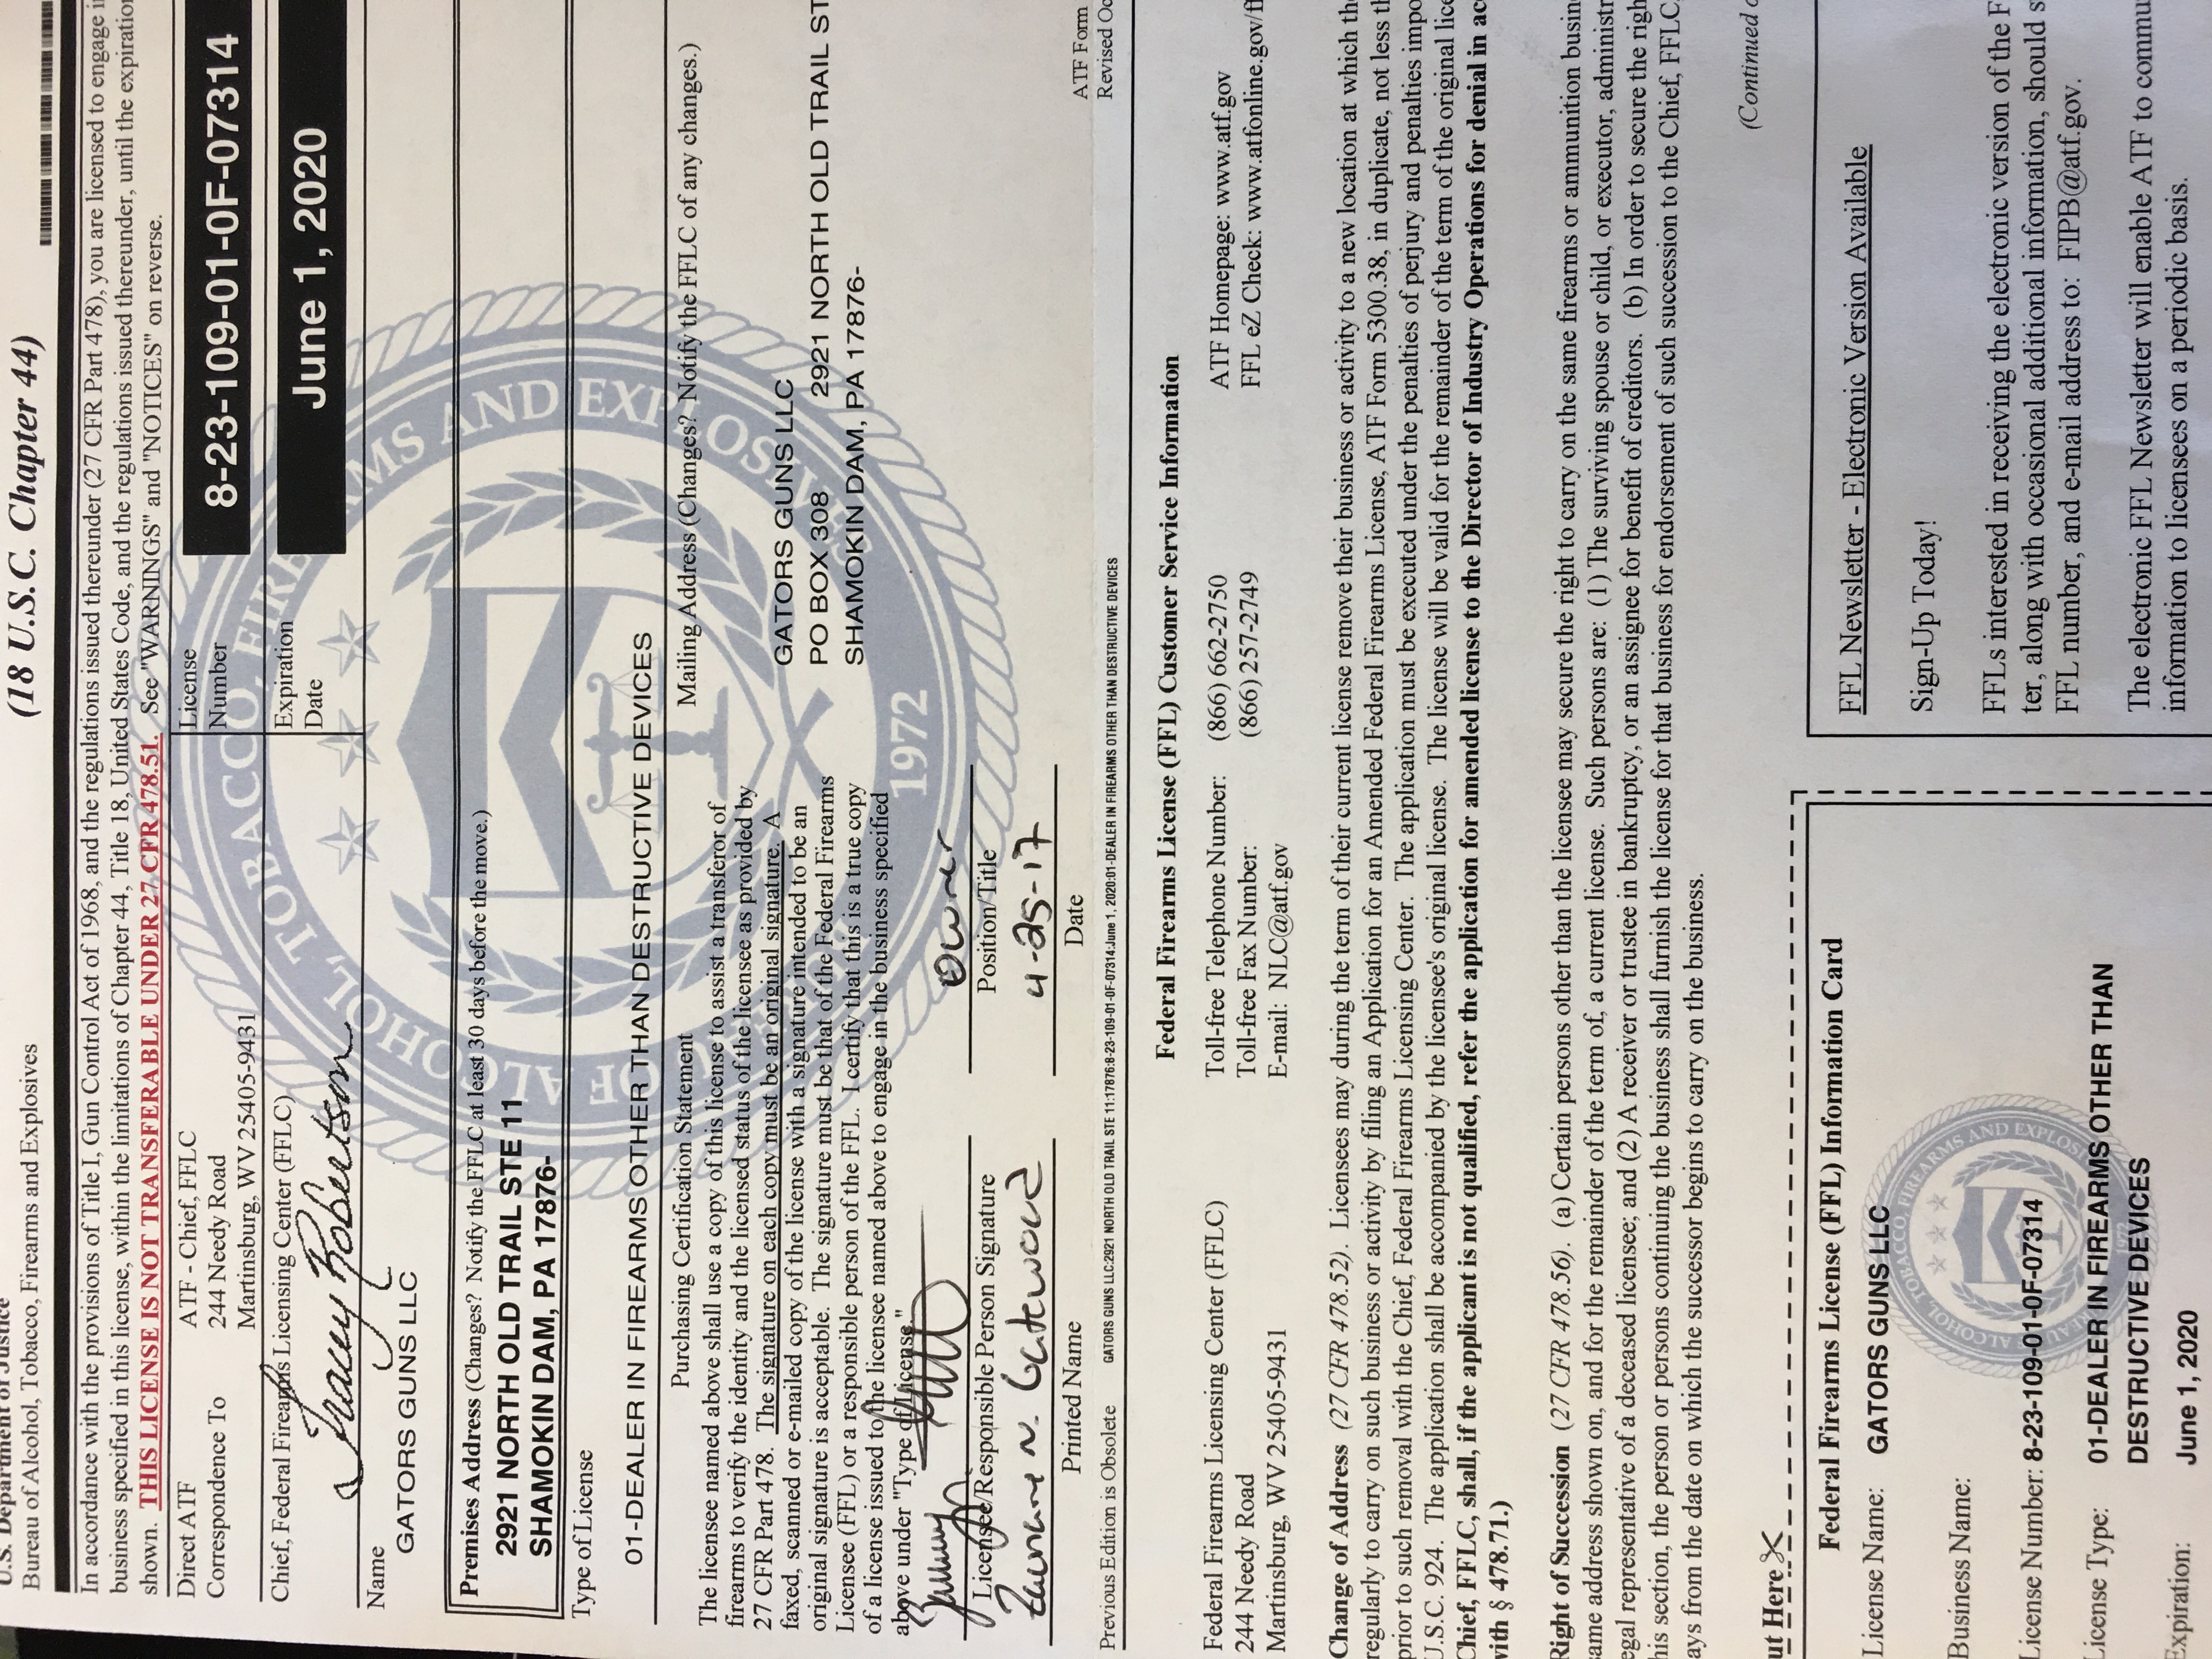 U.S. Department of Justice
Bureau of Alcohol, Tobacco, Firearms and Explosives
(18 U.S.C. Chapter 44)
In accordance with the provisions of Title I, Gun Control Act of 1968, and the regulations issued thereunder (27 CFR Part 478), you are licensed to engage i
business specified in this license, within the limitations of Chapter 44, Title 18, United States Code, and the regulations issued thereunder, until the expiration
shown. THIS LICENSE IS NOT TRANSFERABLE UNDER 27 CFR 478.51. See "WARNINGS" and "NOTICES" on reverse.
Direct ATF
Correspondence To
ATF - Chief, FFLC
244 Needy Road
Martinsburg, WV 25405-9431
License
Number
8-23-109-01-0F-07314
Chief, Federal Firearms Licensing Center (FFLC)
Tracey Robertson
Expiration
Date
June 1, 2020
Name
GATORS GUNS LLC
Premises Address (Changes? Notify the FFLC at least 30 days before the move.)
2921 NORTH OLD TRAIL STE 11
SHAMOKIN DAM, PA 17876-
Type of License
01-DEALER IN FIREARMS OTHER THAN DESTRUCTIVE DEVICES
Purchasing Certification Statement
The licensee named above shall use a copy of this license to assist a transferor of
firearms to verify the identity and the licensed status of the licensee as provided by
27 CFR Part 478. The signature on each copy must be an original signature. A
faxed, scanned or e-mailed copy of the license with a signature intended to be an
original signature is acceptable. The signature must be that of the Federal Firearms
Licensee (FFL) or a responsible person of the FFL. I certify that this is a true copy
of a license issued to the licensee named above to engage in the business specified
above under "Type of License."
Mailing Address (Changes? Notify the FFLC of any changes.)
GATORS GUNS LLC
PO BOX 308 2921 NORTH OLD TRAIL ST
SHAMOKIN DAM, PA 17876-
1972
Licensee/Responsible Person Signature
Owner
Position/Title
N. Gatewood
Printed Name
4-25-17
Date
ATF Form
Revised Oc
Previous Edition is Obsolete
GATORS GUNS LLC:2921 NORTH OLD TRAIL STE 11:17876:8-23-109-01-0F-07314:June 1, 2020:01-DEALER IN FIREARMS OTHER THAN DESTRUCTIVE DEVICES
Federal Firearms License (FFL) Customer Service Information
Federal Firearms Licensing Center (FFLC)
244 Needy Road
Martinsburg, WV 25405-9431
Toll-free Telephone Number: (866) 662-2750
Toll-free Fax Number: (866) 257-2749
E-mail: NLC@atf.gov
ATF Homepage: www.atf.gov
FFL eZ Check: www.atfonline.gov/f
Change of Address (27 CFR 478.52). Licensees may during the term of their current license remove their business or activity to a new location at which th
regularly to carry on such business or activity by filing an Application for an Amended Federal Firearms License, ATF Form 5300.38, in duplicate, not less th
prior to such removal with the Chief, Federal Firearms Licensing Center. The application must be executed under the penalties of perjury and penalties impo
U.S.C. 924. The application shall be accompanied by the licensee's original license. The license will be valid for the remainder of the term of the original lice
Chief, FFLC, shall, if the applicant is not qualified, refer the application for amended license to the Director of Industry Operations for denial in ac
with § 478.71.)
Right of Succession (27 CFR 478.56). (a) Certain persons other than the licensee may secure the right to carry on the same firearms or ammunition busin
same address shown on, and for the remainder of the term of, a current license. Such persons are: (1) The surviving spouse or child, or executor, administr
egal representative of a deceased licensee; and (2) A receiver or trustee in bankruptcy, or an assignee for benefit of creditors. (b) In order to secure the righ
his section, the person or persons continuing the business shall furnish the license for that business for endorsement of such succession to the Chief, FFLC
ays from the date on which the successor begins to carry on the business.
(Continued o
ut Here
Federal Firearms License (FFL) Information Card
License Name: GATORS GUNS LLC
Business Name:
License Number: 8-23-109-01-0F-07314
License Type: 01-DEALER IN FIREARMS OTHER THAN
DESTRUCTIVE DEVICES
Expiration: June 1, 2020
FFL Newsletter - Electronic Version Available
Sign-Up Today!
FFLs interested in receiving the electronic version of the F
ter, along with occasional additional information, should s
FFL number, and e-mail address to: FIPB@atf.gov.
The electronic FFL Newsletter will enable ATF to commu
information to licensees on a periodic basis.